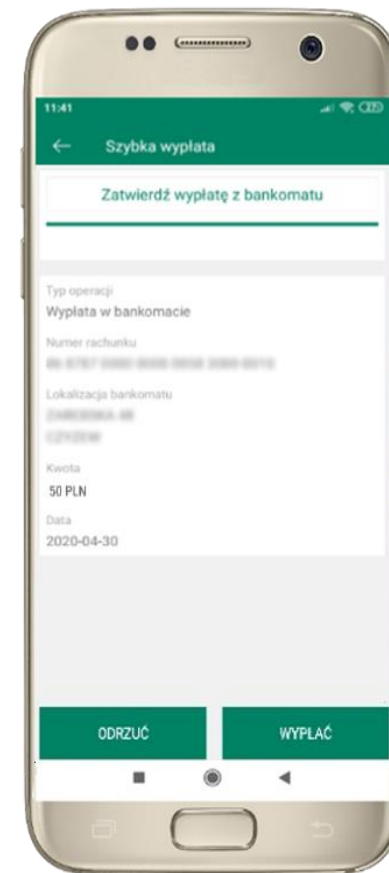 11:41
Szybka wypłata
Zatwierdź wypłatę z bankomatu
Typ operacji
Wypłata w bankomacie
Numer rachunku
Lokalizacja bankomatu
Kwota
50 PLN
Data
2020-04-30
ODRZUĆ WYPŁAĆ